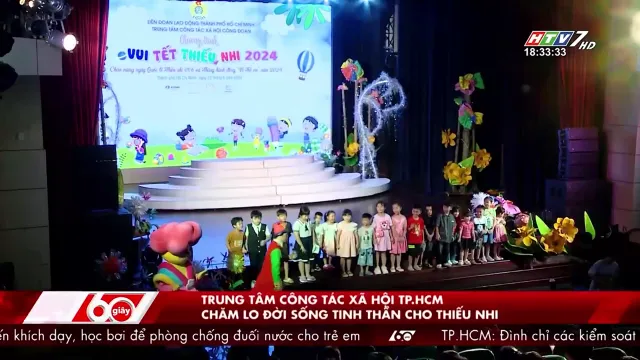 LIÊN ĐOÀN LAO ĐỘNG THÀNH PHỐ HỒ CHÍ MINH
TRUNG TÂM CÔNG TÁC XÃ HỘI CÔNG ĐOÀN
Chương trình
VUI TẾT THIẾU NHI 2024
HTV7 HD
18:33:33
60 giây
TRUNG TÂM CÔNG TÁC XÃ HỘI TP.HCM
CHĂM LO ĐỜI SỐNG TINH THẦN CHO THIẾU NHI
ến khích dạy, học bơi để phòng chống đuối nước cho trẻ em
60
TP.HCM: Đình chỉ các kiểm soát